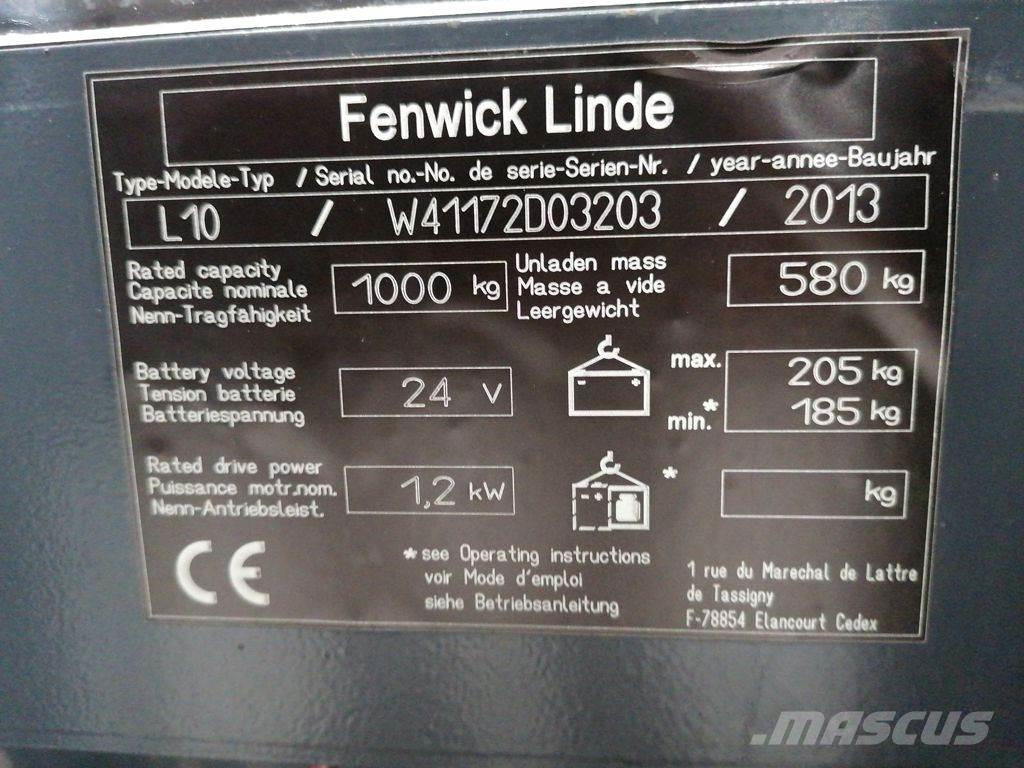 Fenwick Linde
Type-Modele-Typ / Serial no.-No. de serie-Serien-Nr. / year-annee-Baujahr
L10 / W41172D03203 / 2013
Rated capacity
Capacite nominale
Nenn-Tragfähigkeit
1000 kg
Unladen mass
Masse a vide
Leergewicht
580 kg
Battery voltage
Tension batterie
Batteriespannung
24 V
- +
max. 205 kg
min.* 185 kg
Rated drive power
Puissance motr.nom.
Nenn-Antriebsleist.
1,2 kW
- +
*
kg
CE
* see Operating instructions
voir Mode d'emploi
siehe Betriebsanleitung
1 rue du Marechal de Lattre
de Tassigny
F-78854 Elancourt Cedex
.MASCUS